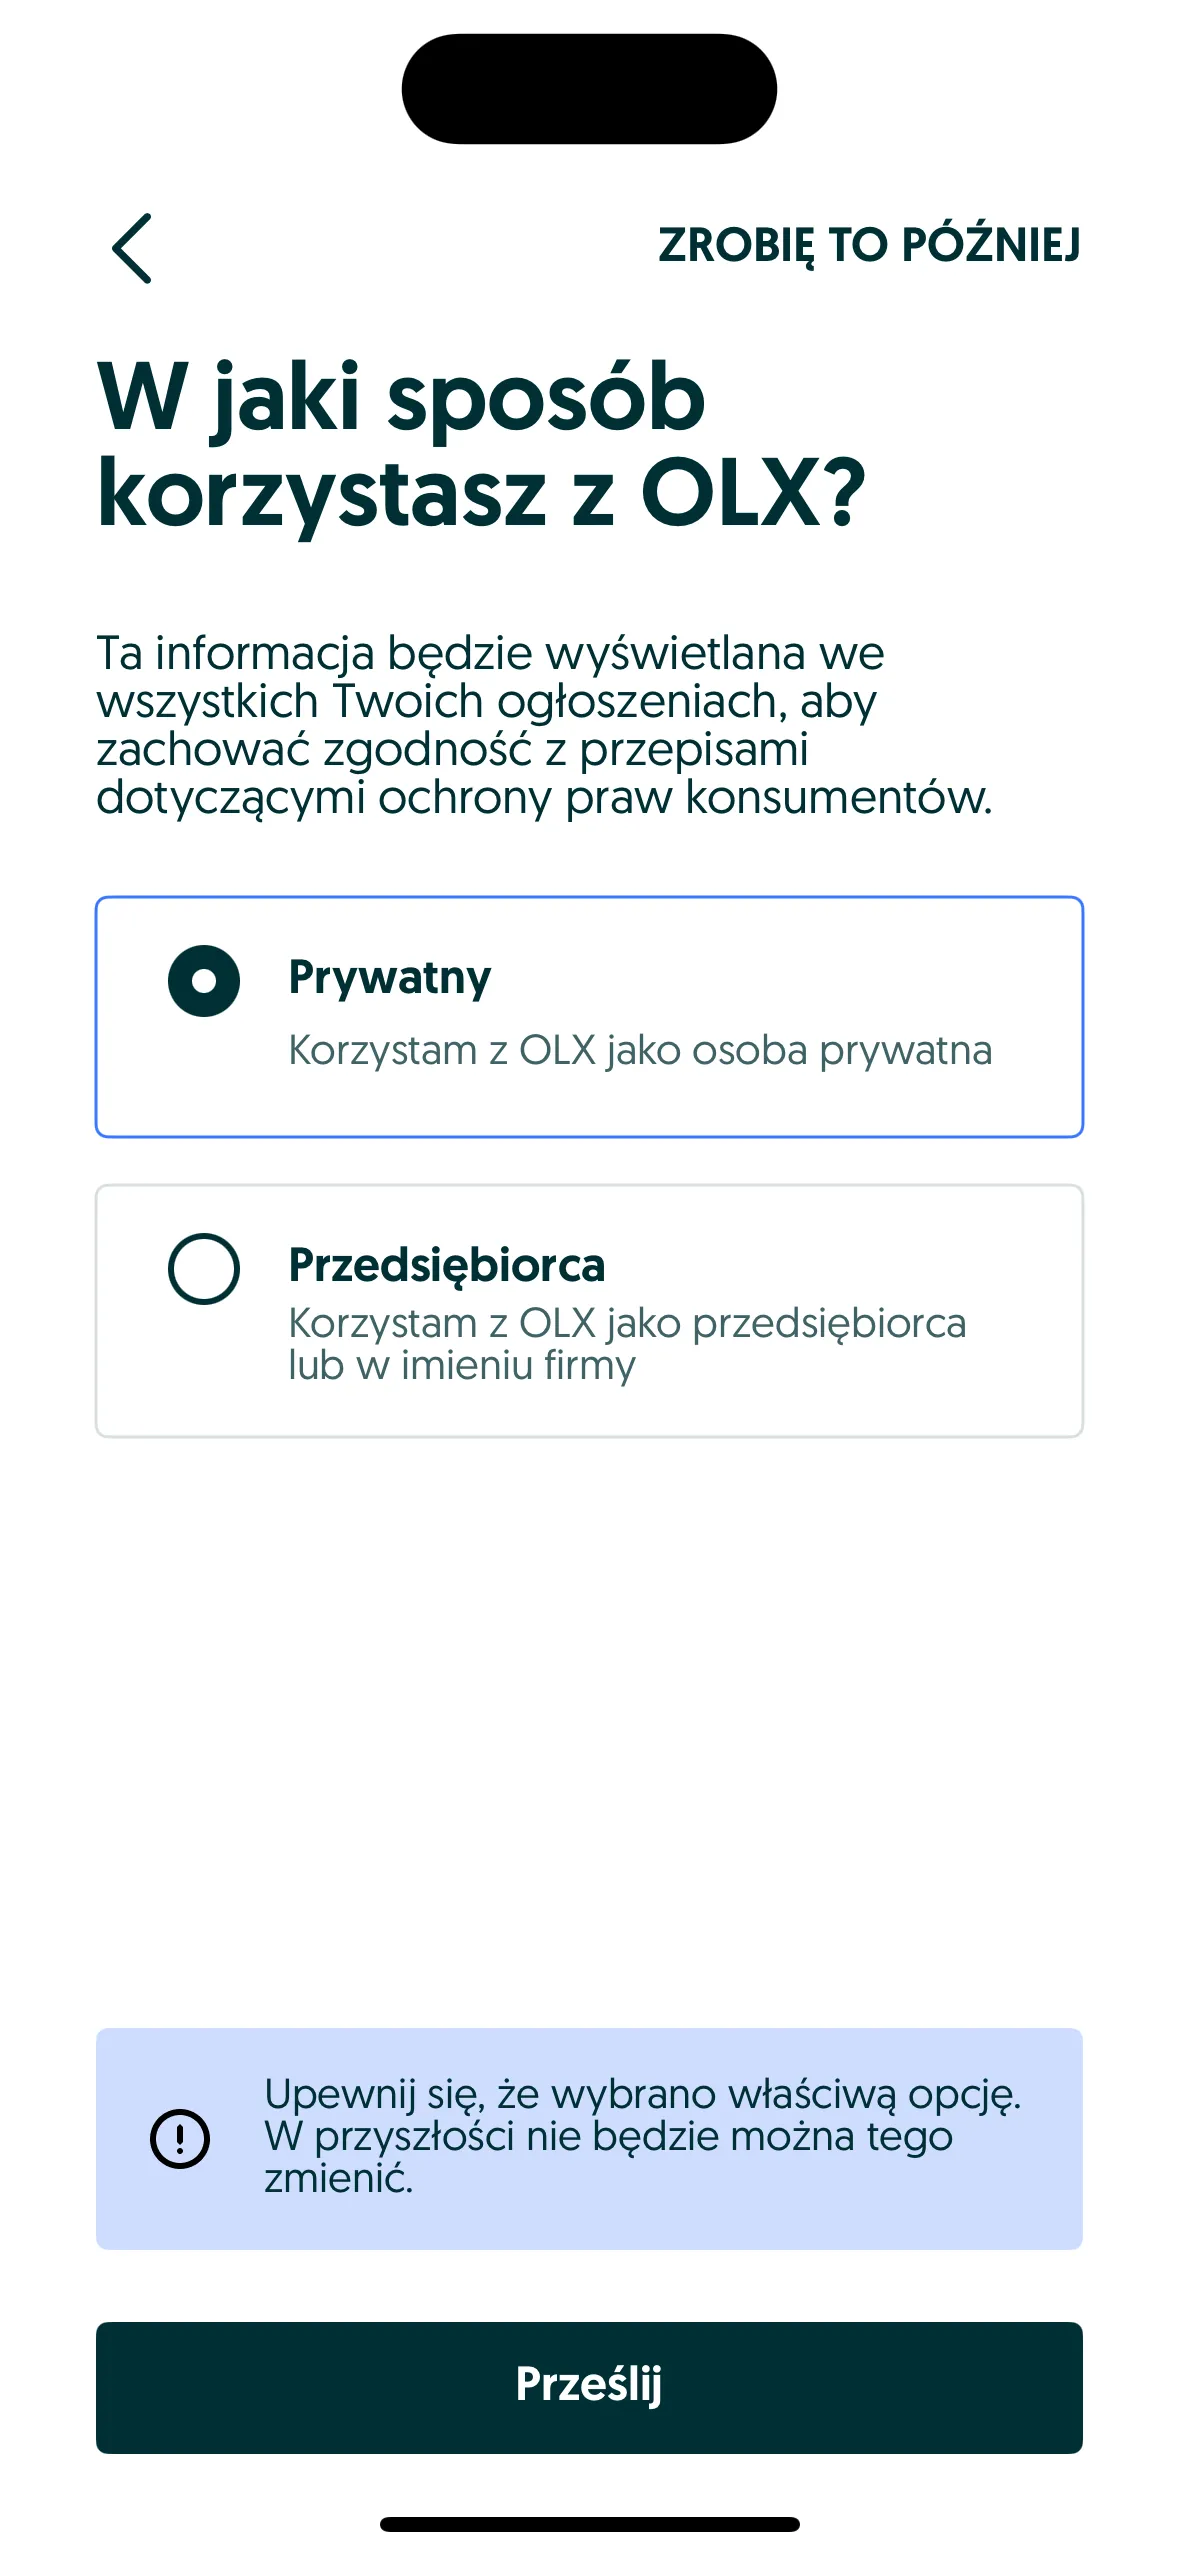 ZROBIĘ TO PÓŹNIEJ
W jaki sposób
korzystasz z OLX?
Ta informacja będzie wyświetlana we
wszystkich Twoich ogłoszeniach, aby
zachować zgodność z przepisami
dotyczącymi ochrony praw konsumentów.
Prywatny
Korzystam z OLX jako osoba prywatna
Przedsiębiorca
Korzystam z OLX jako przedsiębiorca
lub w imieniu firmy
Upewnij się, że wybrano właściwą opcję.
W przyszłości nie będzie można tego
zmienić.
Prześlij